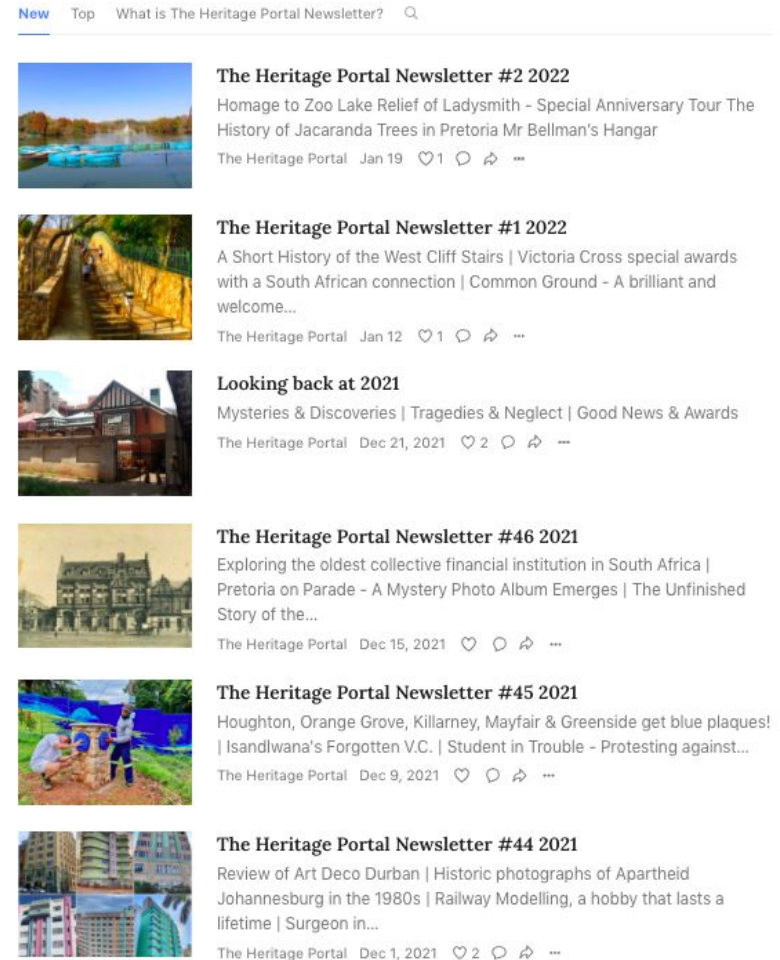 New Top What is The Heritage Portal Newsletter?
The Heritage Portal Newsletter #2 2022
Homage to Zoo Lake Relief of Ladysmith - Special Anniversary Tour The
History of Jacaranda Trees in Pretoria Mr Bellman's Hangar
The Heritage Portal Jan 19 1
The Heritage Portal Newsletter #1 2022
A Short History of the West Cliff Stairs | Victoria Cross special awards
with a South African connection | Common Ground - A brilliant and
welcome...
The Heritage Portal Jan 12 1
Looking back at 2021
Mysteries & Discoveries | Tragedies & Neglect | Good News & Awards
The Heritage Portal Dec 21, 2021 2
The Heritage Portal Newsletter #46 2021
Exploring the oldest collective financial institution in South Africa |
Pretoria on Parade - A Mystery Photo Album Emerges | The Unfinished
Story of the...
The Heritage Portal Dec 15, 2021
The Heritage Portal Newsletter #45 2021
Houghton, Orange Grove, Killarney, Mayfair & Greenside get blue plaques!
| Isandlwana's Forgotten V.C. | Student in Trouble - Protesting against...
The Heritage Portal Dec 9, 2021
The Heritage Portal Newsletter #44 2021
Review of Art Deco Durban | Historic photographs of Apartheid
Johannesburg in the 1980s | Railway Modelling, a hobby that lasts a
lifetime | Surgeon in...
The Heritage Portal Dec 1, 2021 2